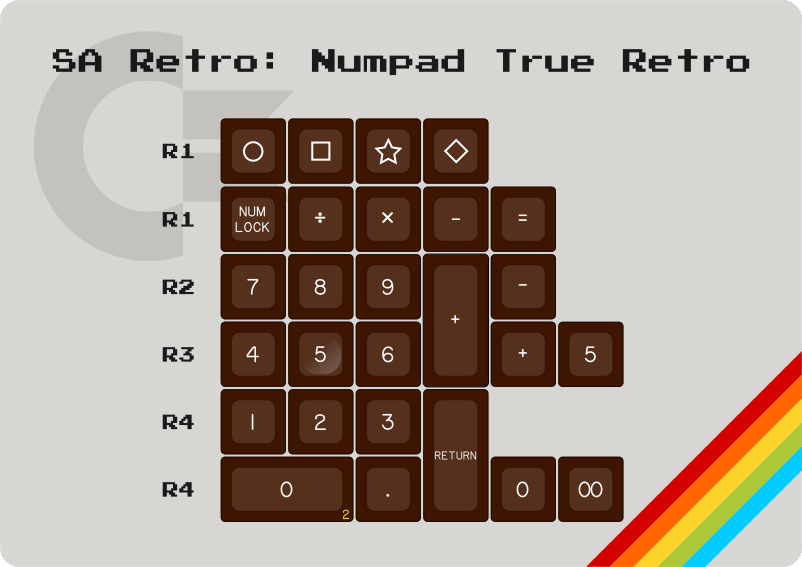 SA Retro: Numpad True Retro
R1
R1 NUM LOCK ÷ × - =
R2 7 8 9 + -
R3 4 5 6 + 5
R4 1 2 3 RETURN
R4 0 2 . 0 00